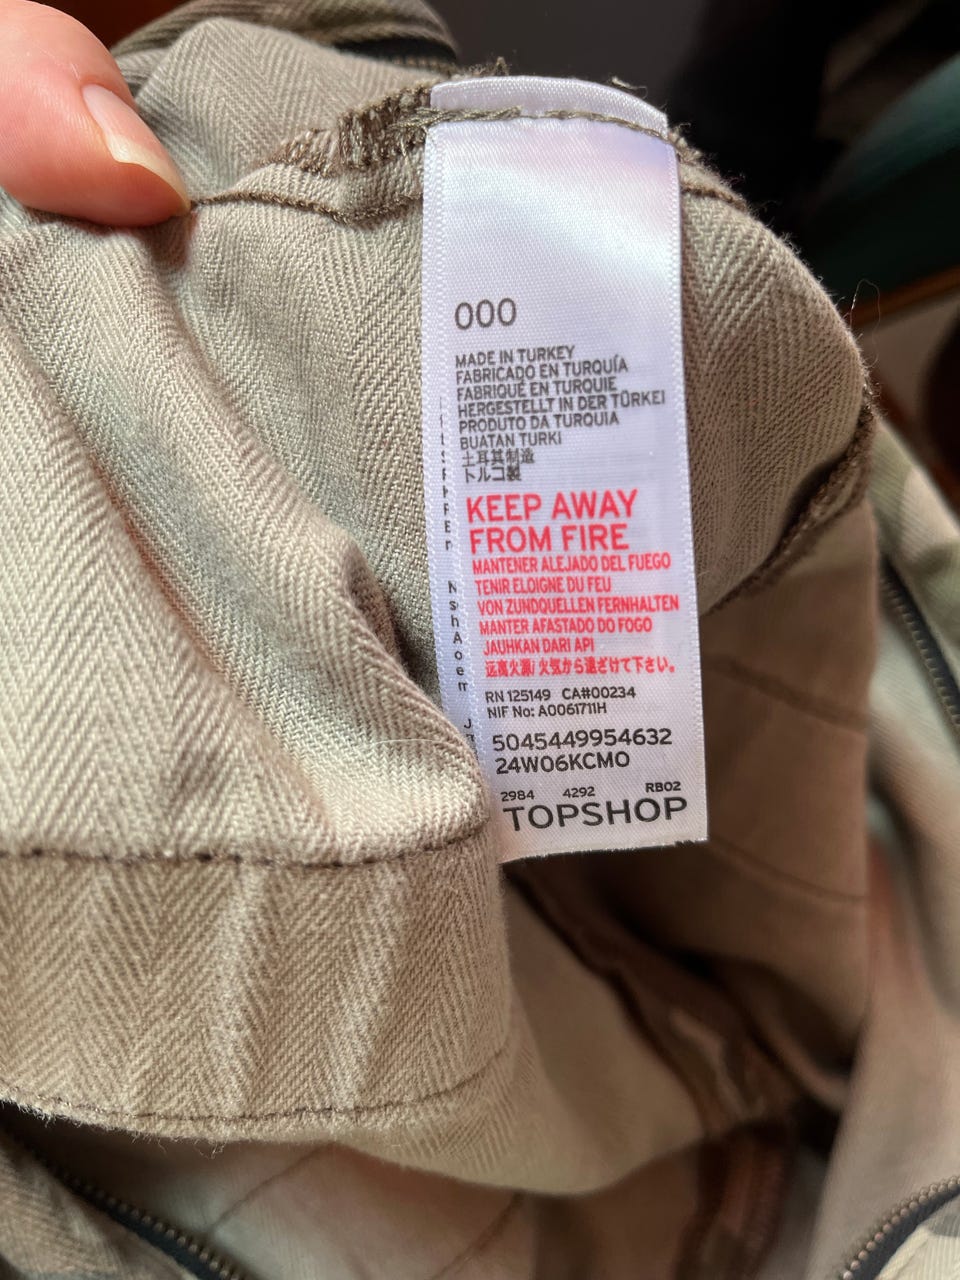 000
MADE IN TURKEY
FABRICADO EN TURQUÍA
FABRIQUÉ EN TURQUIE
HERGESTELLT IN DER TÜRKEI
PRODUTO DA TURQUIA
BUATAN TURKI
土耳其制造
トルコ製
KEEP AWAY
FROM FIRE
MANTENER ALEJADO DEL FUEGO
TENIR ELOIGNE DU FEU
VON ZUNDQUELLEN FERNHALTEN
MANTER AFASTADO DO FOGO
JAUHKAN DARI API
远离火源/ 火気から遠ざけて下さい。
RN 125149 CA#00234
NIF No: A0061711H
5045449954632
24W06KCMO
2984 4292 RB02
TOPSHOP